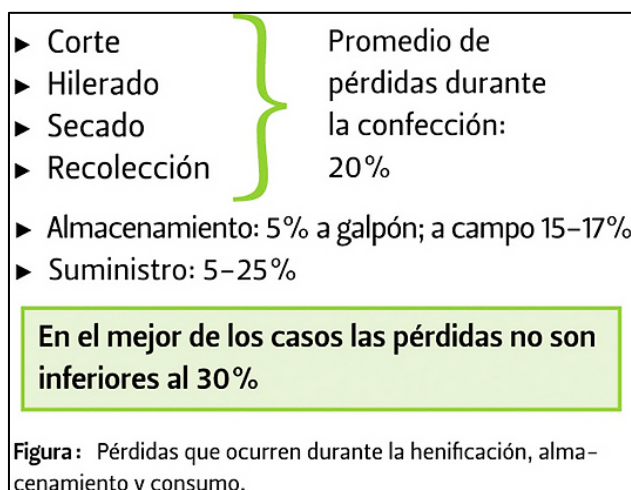 ► Corte
► Hilerado
► Secado
► Recolección
Promedio de
pérdidas durante
la confección:
20%
► Almacenamiento: 5% a galpón; a campo 15–17%
► Suministro: 5–25%
En el mejor de los casos las pérdidas no son
inferiores al 30%
Figura: Pérdidas que ocurren durante la henificación, alma-
cenamiento y consumo.